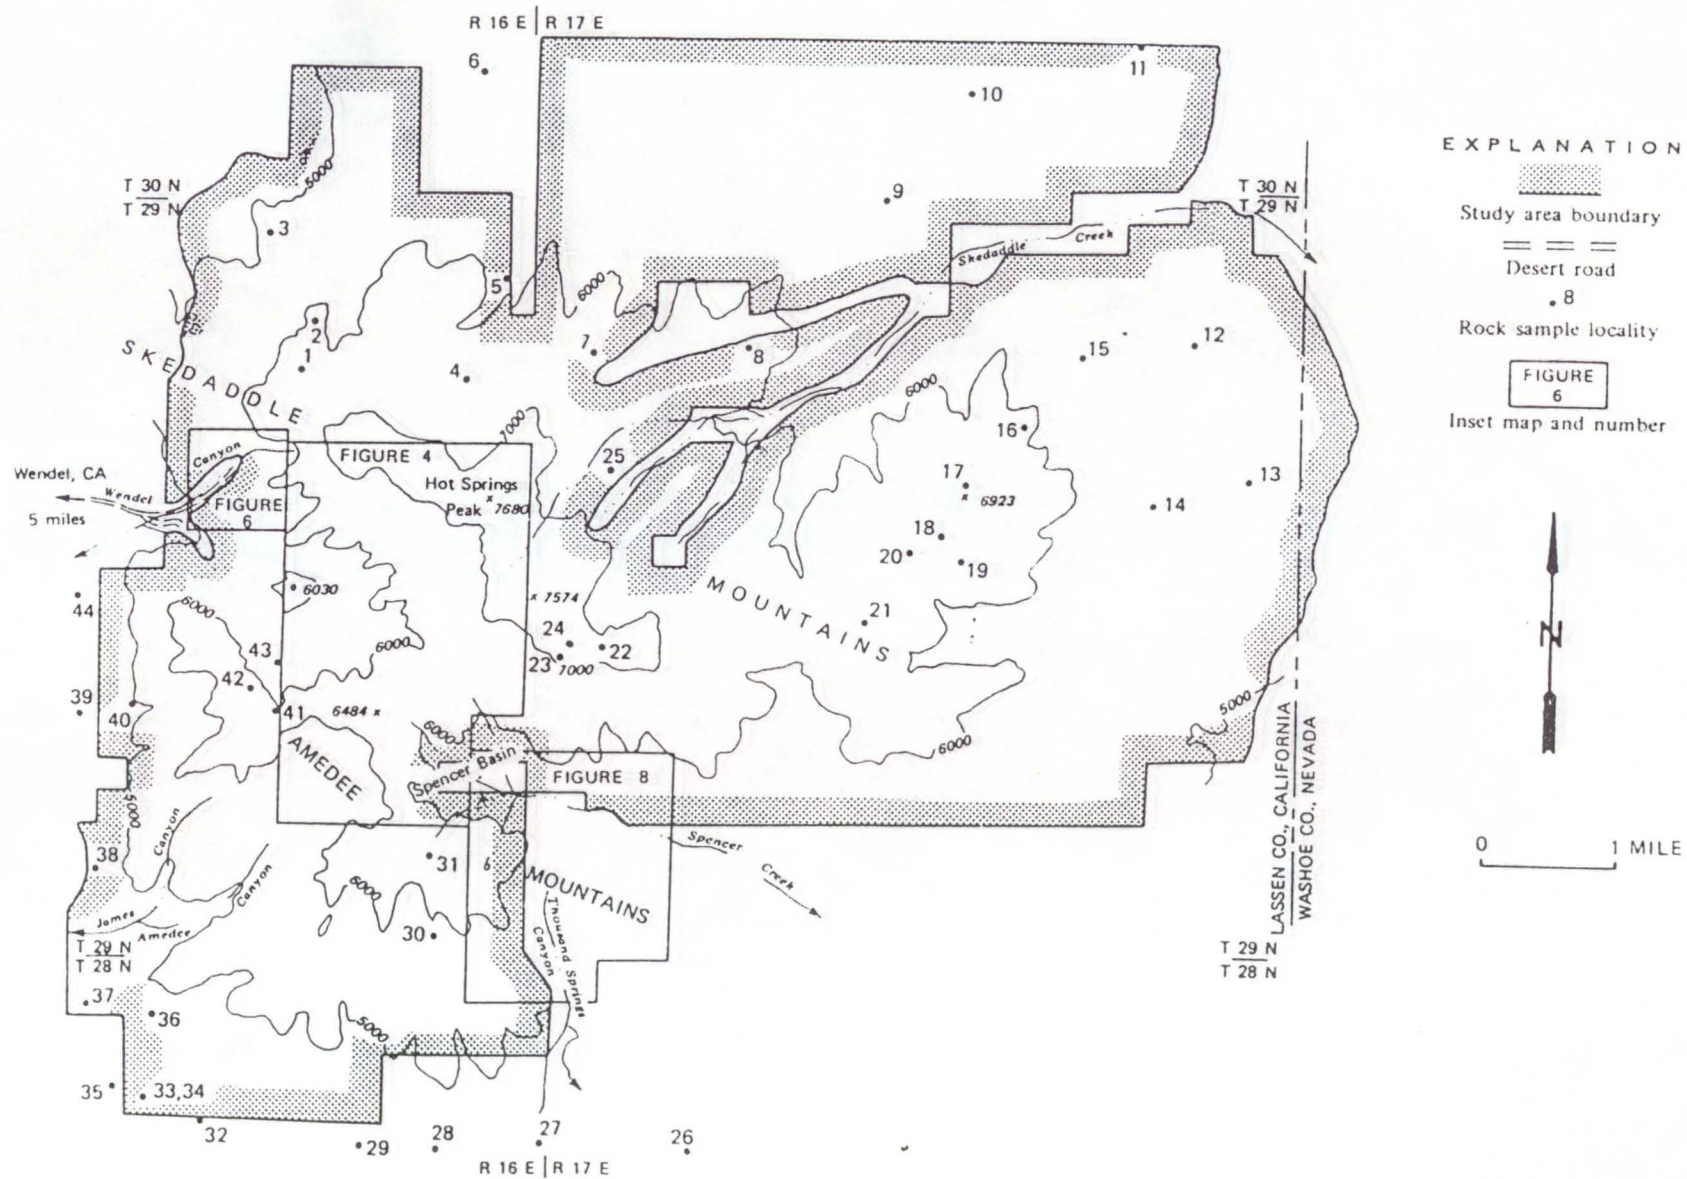 R 16 E | R 17 E
6
11
10
EXPLANATION
Study area boundary
Desert road
8
Rock sample locality
FIGURE
6
Inset map and number
5000
T 30 N
T 29 N
9
T 30 N
T 29 N
3
Skedaddle Creek
5
6000
2
7
8
15
12
1
4
6000
SKEDADDLE
7000
16
Canyon
FIGURE 4
25
17
13
Wendel, CA
Hot Springs
Peak 7680
6923
14
Wendel
FIGURE
6
5 miles
18
20
19
44
6030
6000
7574
MOUNTAINS
21
24
22
43
6000
23
7000
42
39
40
41
6484
5000
6000
6000
AMEDEE
Spencer Basin
FIGURE 8
5000
Canyon
Spencer
Creek
0 1 MILE
38
31
6
6000
Canyon
MOUNTAINS
LASSEN CO., CALIFORNIA
WASHOE CO., NEVADA
N
James
Amedee
30
Thousand Springs
Canyon
T 29 N
T 28 N
T 29 N
T 28 N
37
36
5000
35
33,34
32
29
28
27
26
R 16 E | R 17 E